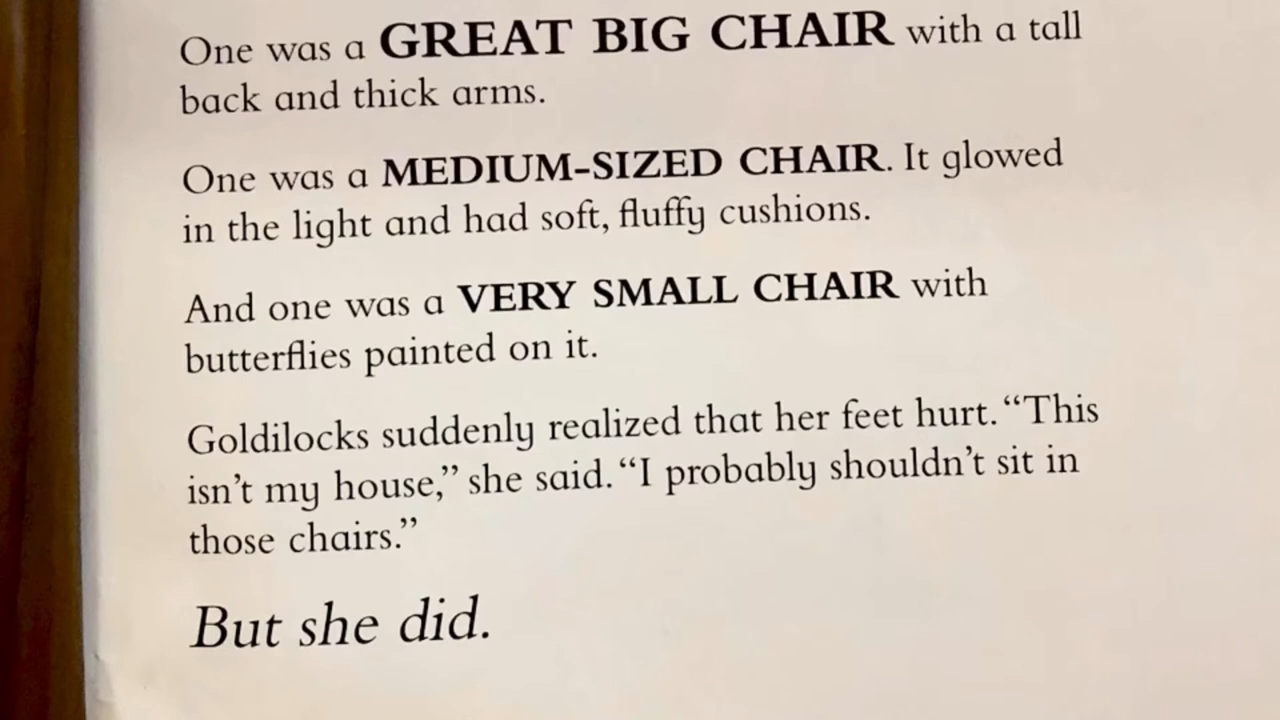 One was a GREAT BIG CHAIR with a tall
back and thick arms.
One was a MEDIUM-SIZED CHAIR. It glowed
in the light and had soft, fluffy cushions.
And one was a VERY SMALL CHAIR with
butterflies painted on it.
Goldilocks suddenly realized that her feet hurt. “This
isn’t my house,” she said. “I probably shouldn’t sit in
those chairs.”
But she did.